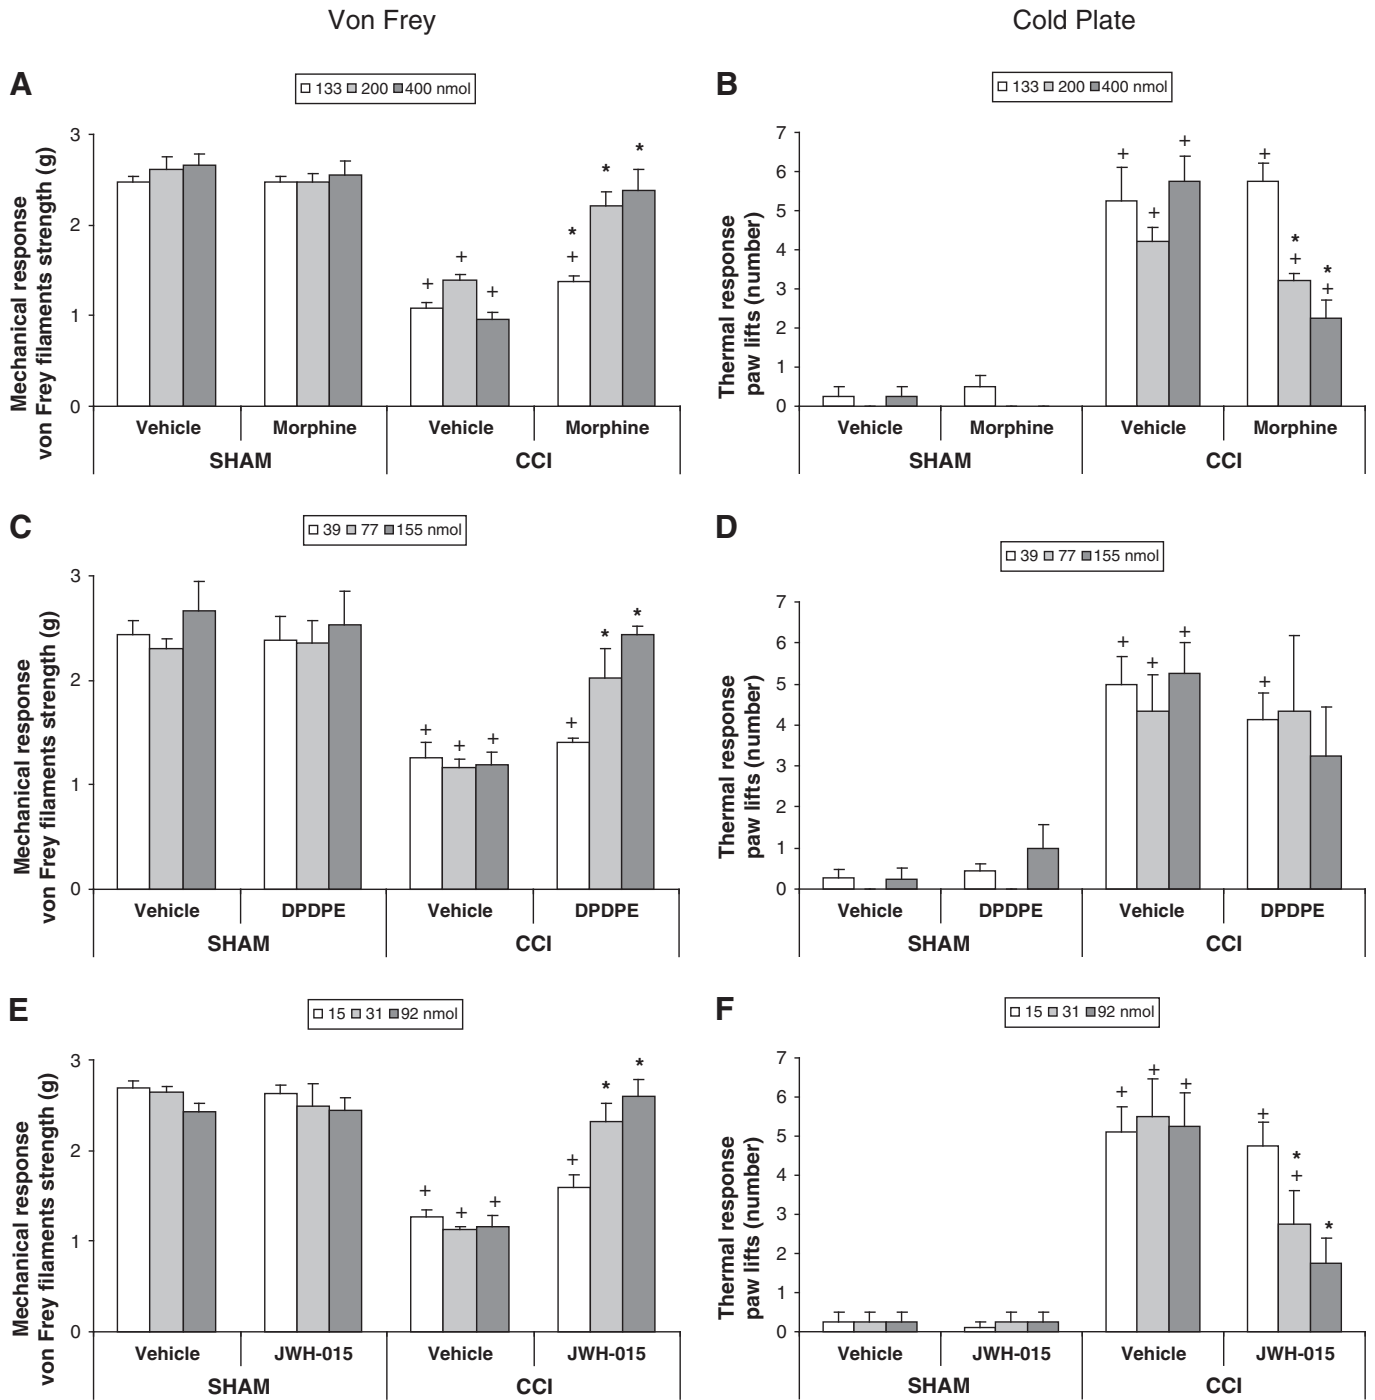 Von Frey
Cold Plate
A
133 200 400 nmol
Mechanical response
von Frey filaments strength (g)
3
2
1
0
+
+
+
*
+
*
*
Vehicle Morphine Vehicle Morphine
SHAM CCI
B
133 200 400 nmol
Thermal response
paw lifts (number)
7
6
5
4
3
2
1
0
+
+
+
+
*
+
*
+
Vehicle Morphine Vehicle Morphine
SHAM CCI
C
39 77 155 nmol
Mechanical response
von Frey filaments strength (g)
3
2
1
0
+
+
+
+
*
*
Vehicle DPDPE Vehicle DPDPE
SHAM CCI
D
39 77 155 nmol
Thermal response
paw lifts (number)
7
6
5
4
3
2
1
0
+
+
+
+
Vehicle DPDPE Vehicle DPDPE
SHAM CCI
E
15 31 92 nmol
Mechanical response
von Frey filaments strength (g)
3
2
1
0
+
+
+
+
*
*
Vehicle JWH-015 Vehicle JWH-015
SHAM CCI
F
15 31 92 nmol
Thermal response
paw lifts (number)
7
6
5
4
3
2
1
0
+
+
+
+
*
+
*
Vehicle JWH-015 Vehicle JWH-015
SHAM CCI